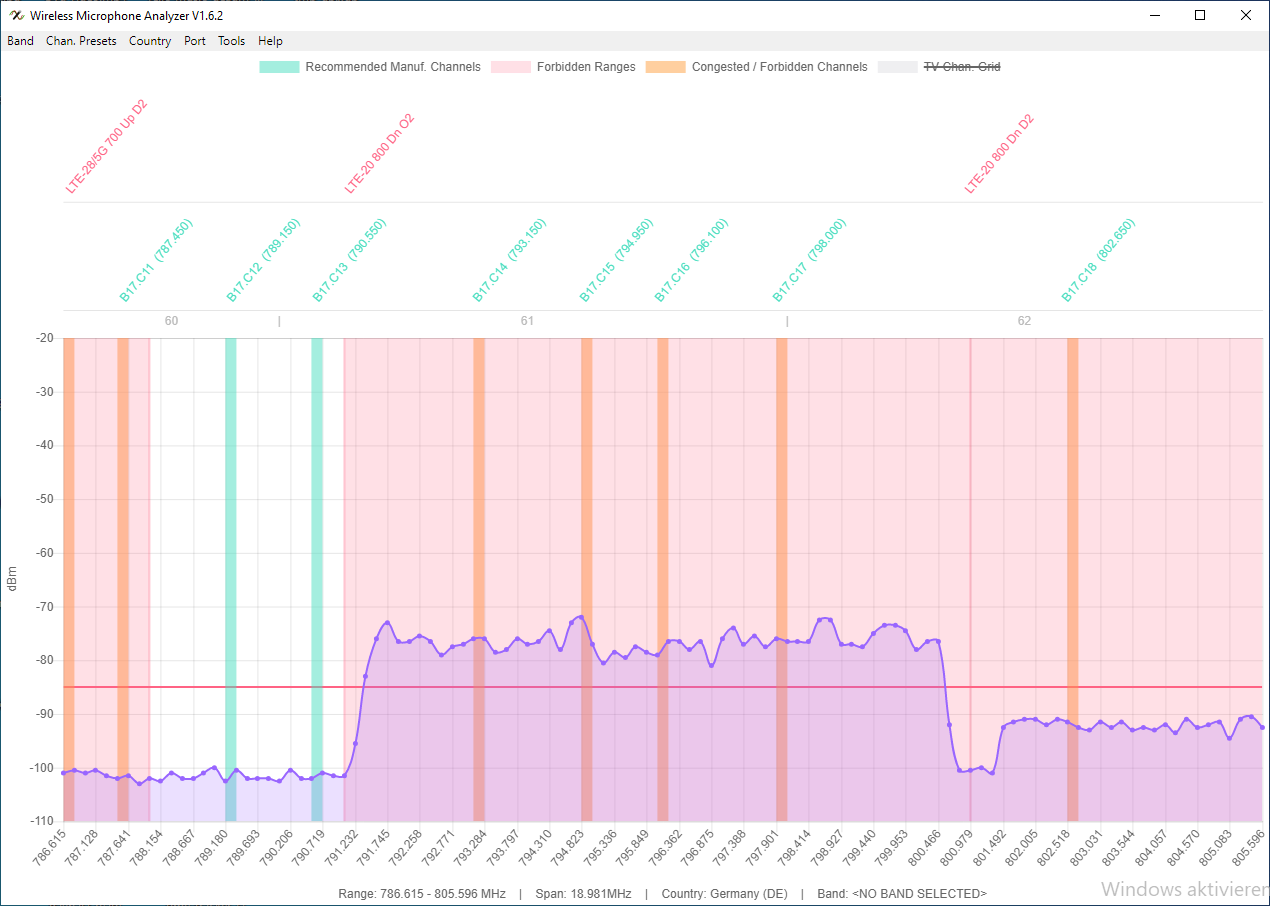 Wireless Microphone Analyzer V1.6.2
Band Chan. Presets Country Port Tools Help
Recommended Manuf. Channels Forbidden Ranges Congested / Forbidden Channels TV Chan. Grid
LTE-28/5G 700 Up D2
LTE-20 800 Dn O2
LTE-20 800 Dn D2
B17.C11 (787.450)
B17.C12 (789.150)
B17.C13 (790.550)
B17.C14 (793.150)
B17.C15 (794.950)
B17.C16 (796.100)
B17.C17 (798.000)
B17.C18 (802.650)
60 | 61 | 62
-20
-30
-40
-50
-60
-70
-80
-90
-100
-110
dBm
786.615
787.128
787.641
788.154
788.667
789.180
789.693
790.206
790.719
791.232
791.745
792.258
792.771
793.284
793.797
794.310
794.823
795.336
795.849
796.362
796.875
797.388
797.901
798.414
798.927
799.440
799.953
800.466
800.979
801.492
802.005
802.518
803.031
803.544
804.057
804.570
805.083
805.596
Range: 786.615 - 805.596 MHz | Span: 18.981MHz | Country: Germany (DE) | Band: <NO BAND SELECTED>
Windows aktivieren